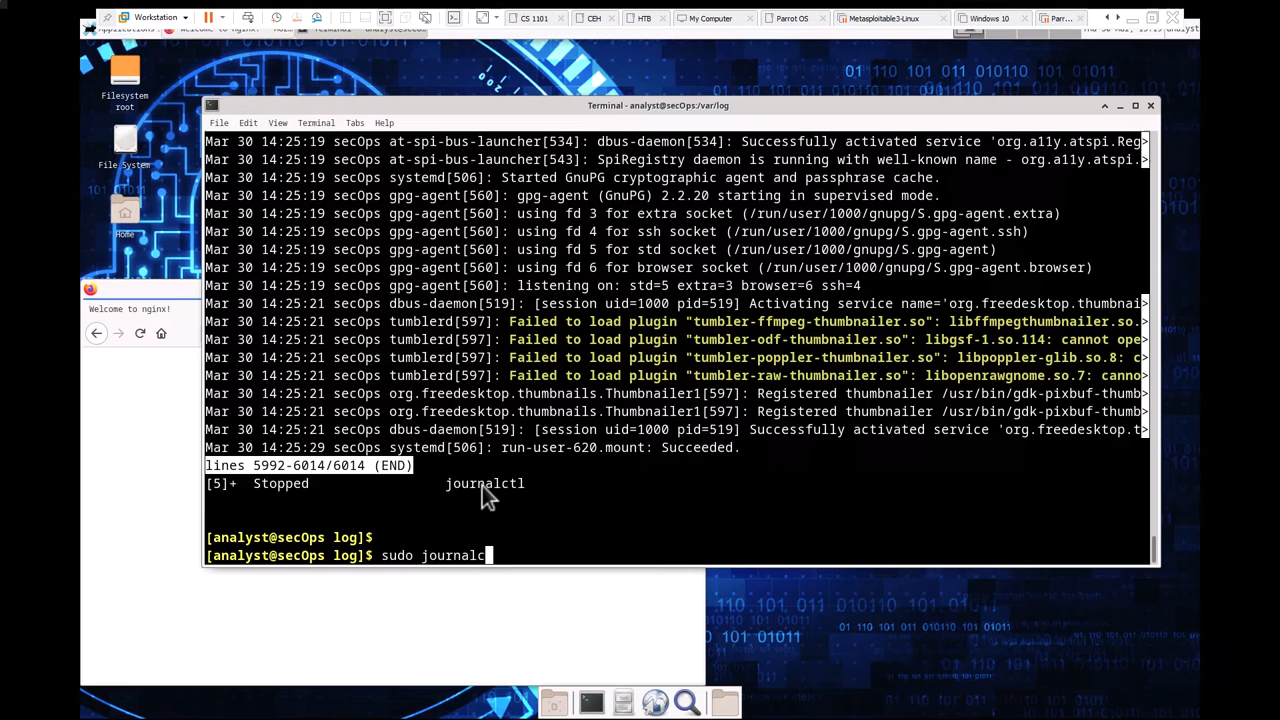 Workstation
CS 1101
CEH
HTB
My Computer
Parrot OS
Metasploitable3-Linux
Windows 10
Parr...
Filesystem
root
File System
Home
Welcome to nginx!
Terminal - analyst@secOps:/var/log
File Edit View Terminal Tabs Help
Mar 30 14:25:19 secOps at-spi-bus-launcher[534]: dbus-daemon[534]: Successfully activated service 'org.a11y.atspi.Reg>
Mar 30 14:25:19 secOps at-spi-bus-launcher[543]: SpiRegistry daemon is running with well-known name - org.a11y.atspi.>
Mar 30 14:25:19 secOps systemd[506]: Started GnuPG cryptographic agent and passphrase cache.
Mar 30 14:25:19 secOps gpg-agent[560]: gpg-agent (GnuPG) 2.2.20 starting in supervised mode.
Mar 30 14:25:19 secOps gpg-agent[560]: using fd 3 for extra socket (/run/user/1000/gnupg/S.gpg-agent.extra)
Mar 30 14:25:19 secOps gpg-agent[560]: using fd 4 for ssh socket (/run/user/1000/gnupg/S.gpg-agent.ssh)
Mar 30 14:25:19 secOps gpg-agent[560]: using fd 5 for std socket (/run/user/1000/gnupg/S.gpg-agent)
Mar 30 14:25:19 secOps gpg-agent[560]: using fd 6 for browser socket (/run/user/1000/gnupg/S.gpg-agent.browser)
Mar 30 14:25:19 secOps gpg-agent[560]: listening on: std=5 extra=3 browser=6 ssh=4
Mar 30 14:25:21 secOps dbus-daemon[519]: [session uid=1000 pid=519] Activating service name='org.freedesktop.thumbnai>
Mar 30 14:25:21 secOps tumblerd[597]: Failed to load plugin "tumbler-ffmpeg-thumbnailer.so": libffmpegthumbnailer.so.>
Mar 30 14:25:21 secOps tumblerd[597]: Failed to load plugin "tumbler-odf-thumbnailer.so": libgsf-1.so.114: cannot ope>
Mar 30 14:25:21 secOps tumblerd[597]: Failed to load plugin "tumbler-poppler-thumbnailer.so": libpoppler-glib.so.8: c>
Mar 30 14:25:21 secOps tumblerd[597]: Failed to load plugin "tumbler-raw-thumbnailer.so": libopenrawgnome.so.7: canno>
Mar 30 14:25:21 secOps org.freedesktop.thumbnails.Thumbnailer1[597]: Registered thumbnailer /usr/bin/gdk-pixbuf-thumb>
Mar 30 14:25:21 secOps org.freedesktop.thumbnails.Thumbnailer1[597]: Registered thumbnailer /usr/bin/gdk-pixbuf-thumb>
Mar 30 14:25:21 secOps dbus-daemon[519]: [session uid=1000 pid=519] Successfully activated service 'org.freedesktop.t>
Mar 30 14:25:29 secOps systemd[506]: run-user-620.mount: Succeeded.
lines 5992-6014/6014 (END)
[5]+ Stopped journalctl
[analyst@secOps log]$
[analyst@secOps log]$ sudo journalc